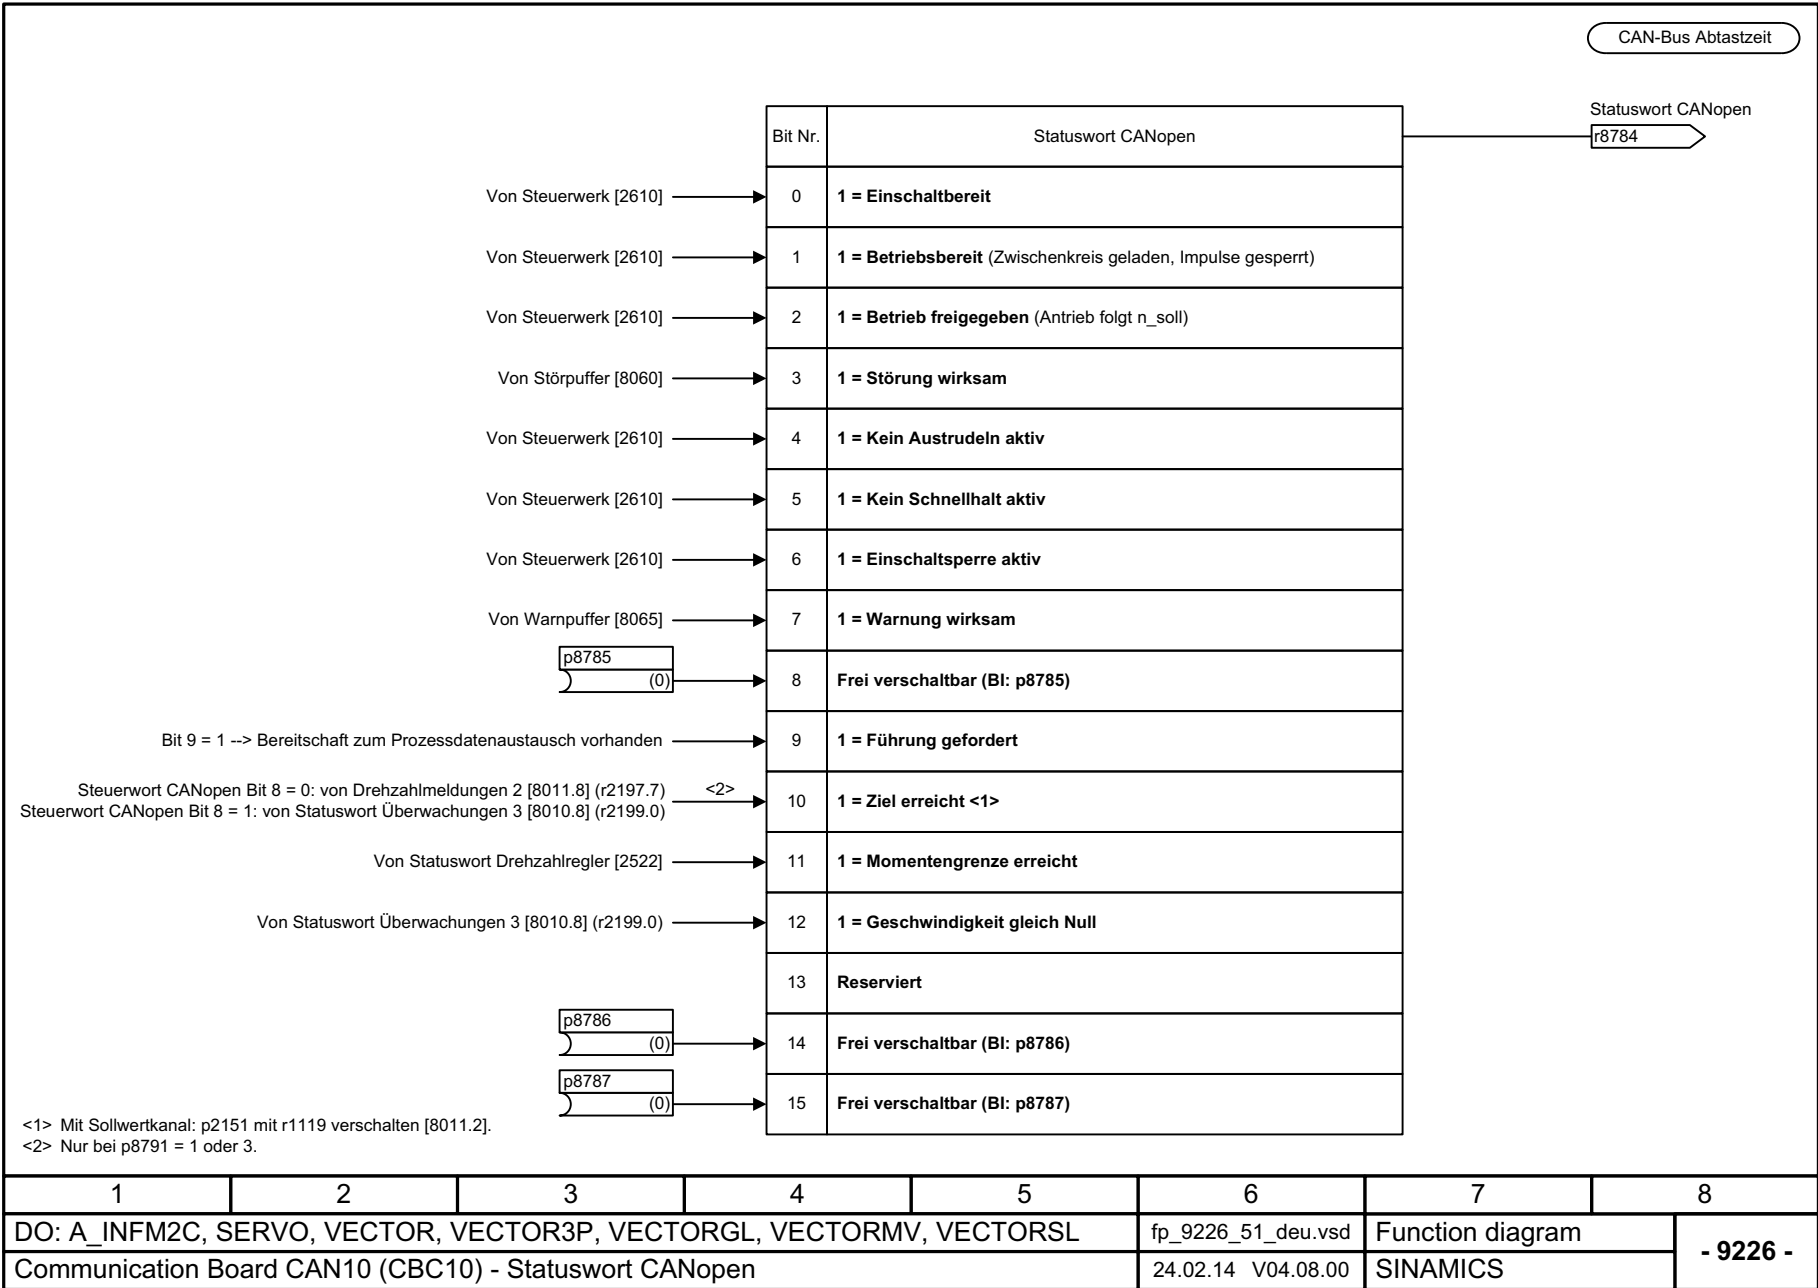 CAN-Bus Abtastzeit
Statuswort CANopen
r8784
Bit Nr. Statuswort CANopen
Von Steuerwerk [2610] 0 1 = Einschaltbereit
Von Steuerwerk [2610] 1 1 = Betriebsbereit (Zwischenkreis geladen, Impulse gesperrt)
Von Steuerwerk [2610] 2 1 = Betrieb freigegeben (Antrieb folgt n_soll)
Von Störpuffer [8060] 3 1 = Störung wirksam
Von Steuerwerk [2610] 4 1 = Kein Austrudeln aktiv
Von Steuerwerk [2610] 5 1 = Kein Schnellhalt aktiv
Von Steuerwerk [2610] 6 1 = Einschaltsperre aktiv
Von Warnpuffer [8065] 7 1 = Warnung wirksam
p8785
(0) 8 Frei verschaltbar (BI: p8785)
Bit 9 = 1 --> Bereitschaft zum Prozessdatenaustausch vorhanden 9 1 = Führung gefordert
Steuerwort CANopen Bit 8 = 0: von Drehzahlmeldungen 2 [8011.8] (r2197.7) <2>
Steuerwort CANopen Bit 8 = 1: von Statuswort Überwachungen 3 [8010.8] (r2199.0)
10 1 = Ziel erreicht <1>
Von Statuswort Drehzahlregler [2522] 11 1 = Momentengrenze erreicht
Von Statuswort Überwachungen 3 [8010.8] (r2199.0) 12 1 = Geschwindigkeit gleich Null
13 Reserviert
p8786
(0) 14 Frei verschaltbar (BI: p8786)
p8787
(0) 15 Frei verschaltbar (BI: p8787)
<1> Mit Sollwertkanal: p2151 mit r1119 verschalten [8011.2].
<2> Nur bei p8791 = 1 oder 3.
1 2 3 4 5 6 7 8
DO: A_INFM2C, SERVO, VECTOR, VECTOR3P, VECTORGL, VECTORMV, VECTORSL fp_9226_51_deu.vsd Function diagram
- 9226 -
Communication Board CAN10 (CBC10) - Statuswort CANopen 24.02.14 V04.08.00 SINAMICS